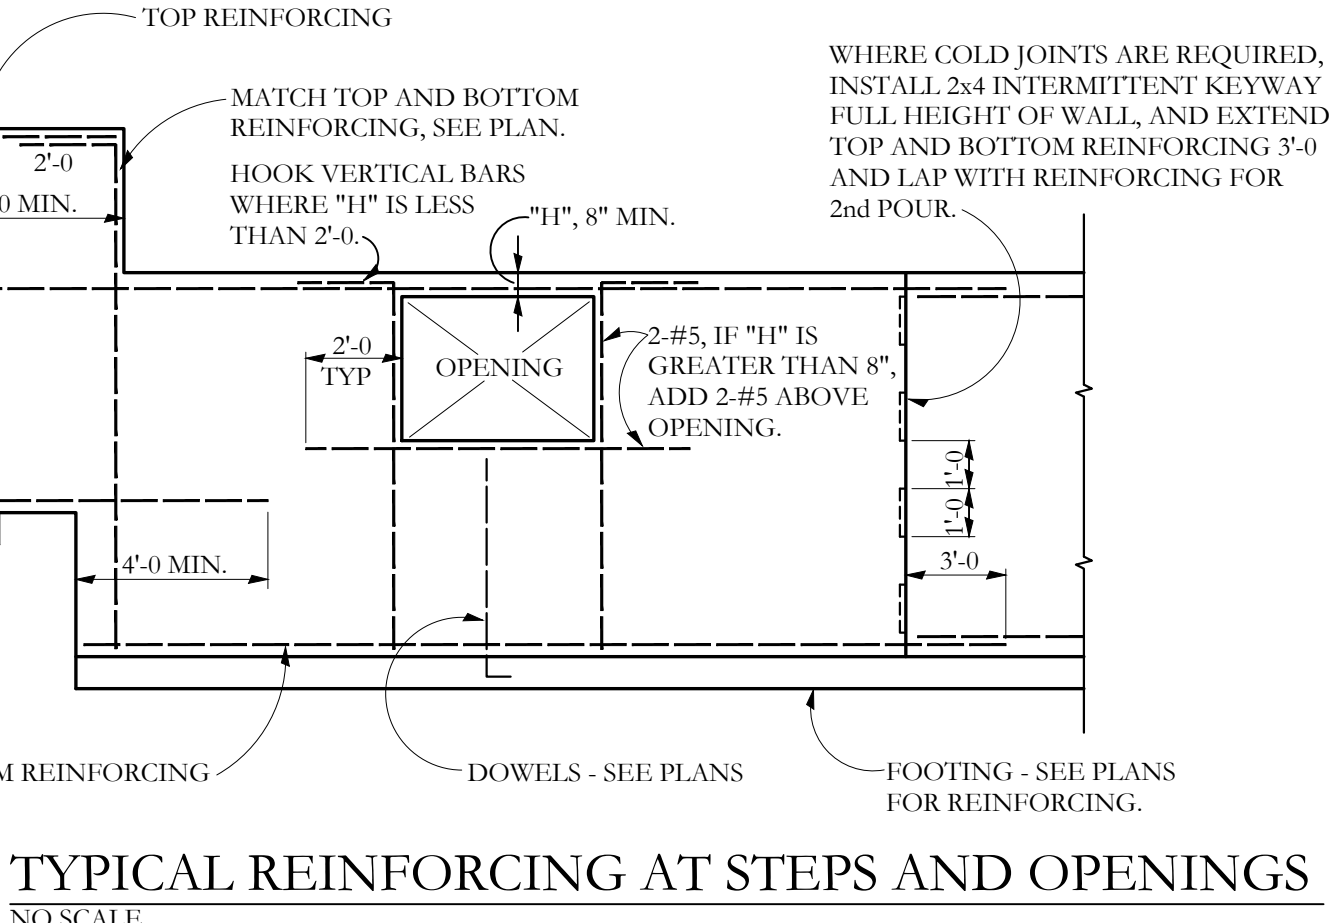 TOP REINFORCING
WHERE COLD JOINTS ARE REQUIRED,
INSTALL 2x4 INTERMITTENT KEYWAY
FULL HEIGHT OF WALL, AND EXTEND
TOP AND BOTTOM REINFORCING 3'-0
AND LAP WITH REINFORCING FOR
2nd POUR.
MATCH TOP AND BOTTOM
REINFORCING, SEE PLAN.
2'-0
0 MIN.
HOOK VERTICAL BARS
WHERE "H" IS LESS
THAN 2'-0.
"H", 8" MIN.
2'-0
TYP
OPENING
2-#5, IF "H" IS
GREATER THAN 8",
ADD 2-#5 ABOVE
OPENING.
1'-0
1'-0
4'-0 MIN.
3'-0
M REINFORCING
DOWELS - SEE PLANS
FOOTING - SEE PLANS
FOR REINFORCING.
TYPICAL REINFORCING AT STEPS AND OPENINGS
NO SCALE